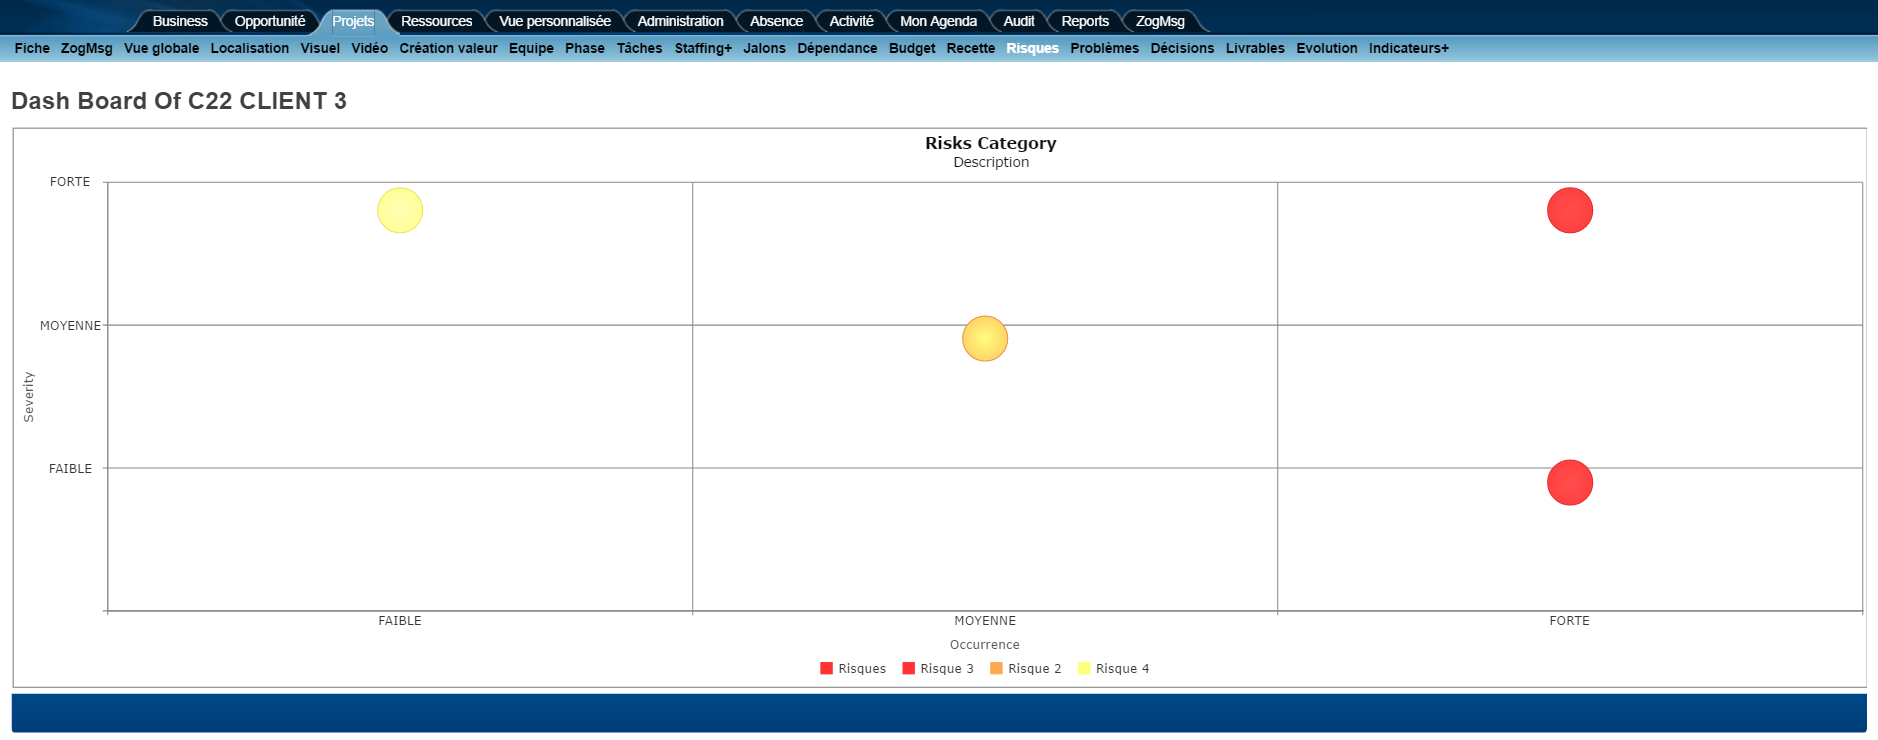 Business Opportunité Projets Ressources Vue personnalisée Administration Absence Activité Mon Agenda Audit Reports ZogMsg
Fiche ZogMsg Vue globale Localisation Visuel Vidéo Création valeur Equipe Phase Tâches Staffing+ Jalons Dépendance Budget Recette Risques Problèmes Décisions Livrables Evolution Indicateurs+
Dash Board Of C22 CLIENT 3
Risks Category
Description
FORTE
MOYENNE
Severity
FAIBLE
FAIBLE MOYENNE FORTE
Occurrence
Risques Risque 3 Risque 2 Risque 4